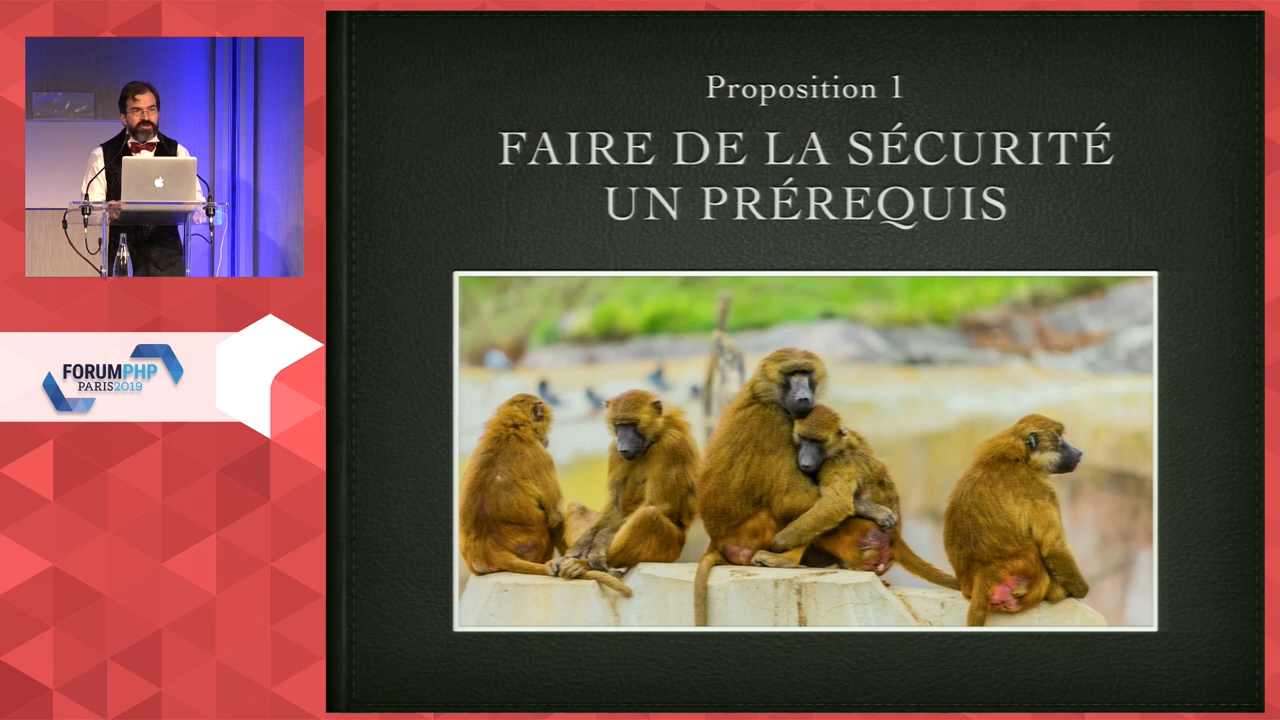 Proposition 1
FAIRE DE LA SÉCURITÉ
UN PRÉREQUIS
FORUMPHP
PARIS2019